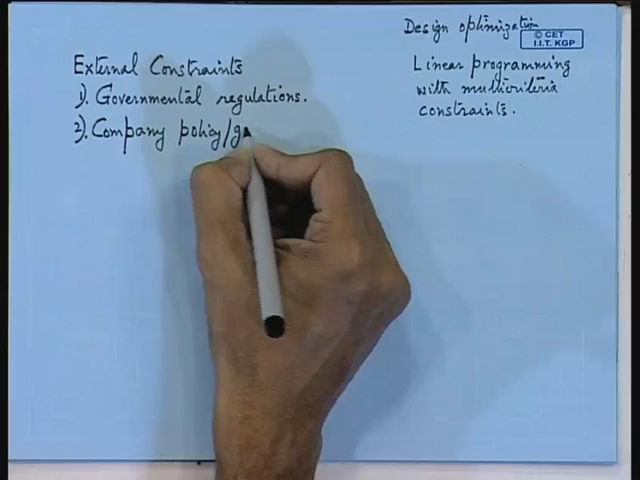 Design optimization
© CET
I.I.T. KGP
External Constraints
1). Governmental regulations.
2). Company policy/g
Linear programming
with multicriteria
constraints.